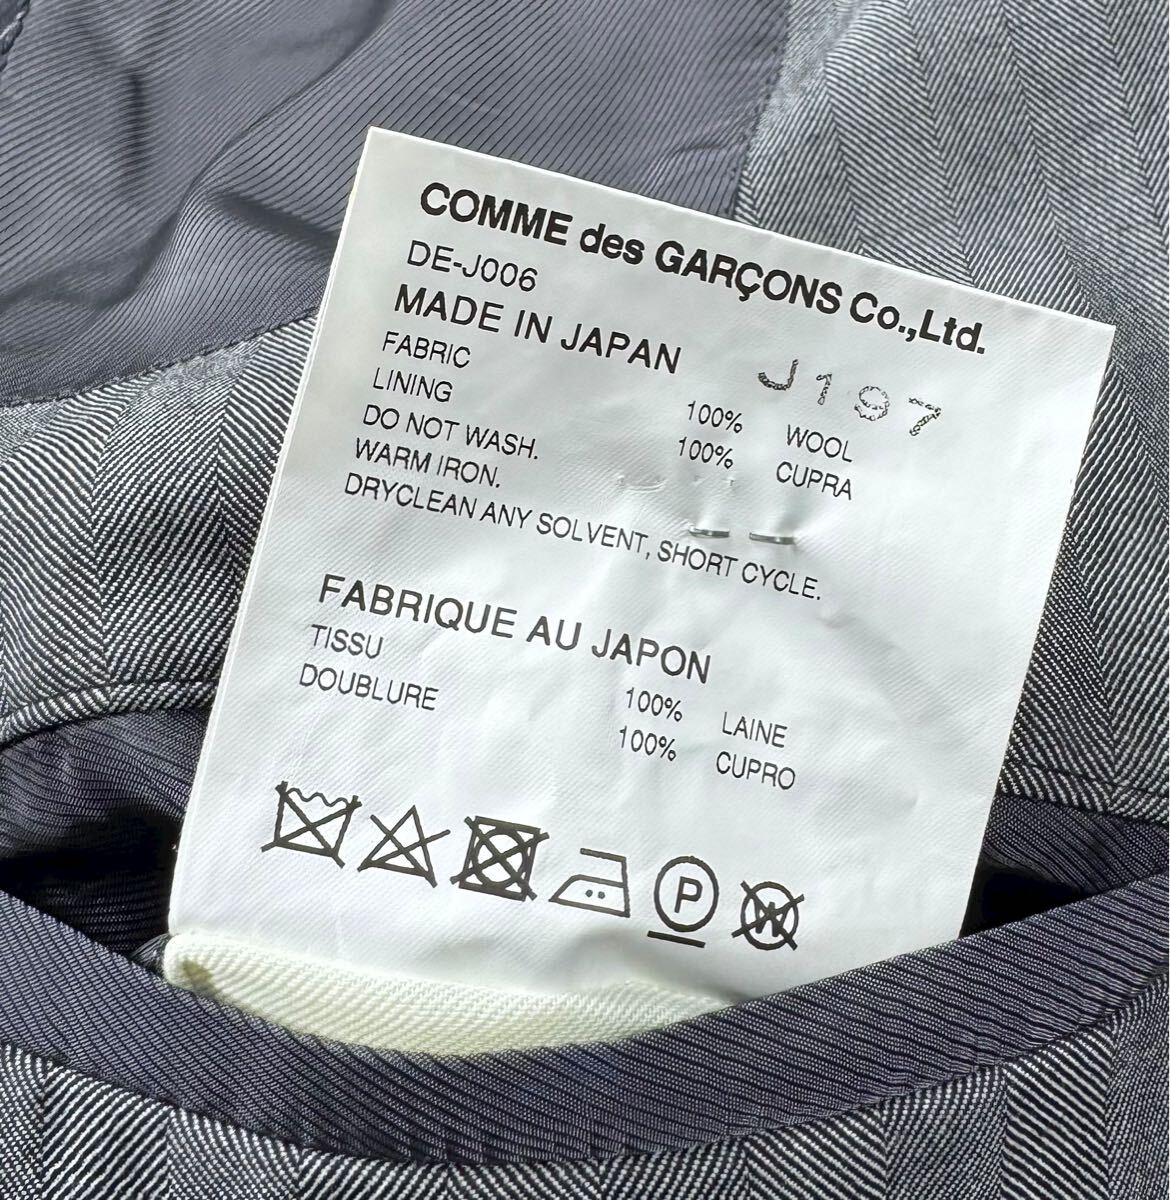 COMME des GARÇONS Co.,Ltd.
DE-J006
MADE IN JAPAN J197
FABRIC 100% WOOL
LINING 100% CUPRA
DO NOT WASH.
WARM IRON.
DRYCLEAN ANY SOLVENT, SHORT CYCLE.
FABRIQUE AU JAPON
TISSU 100% LAINE
DOUBLURE 100% CUPRO
P W